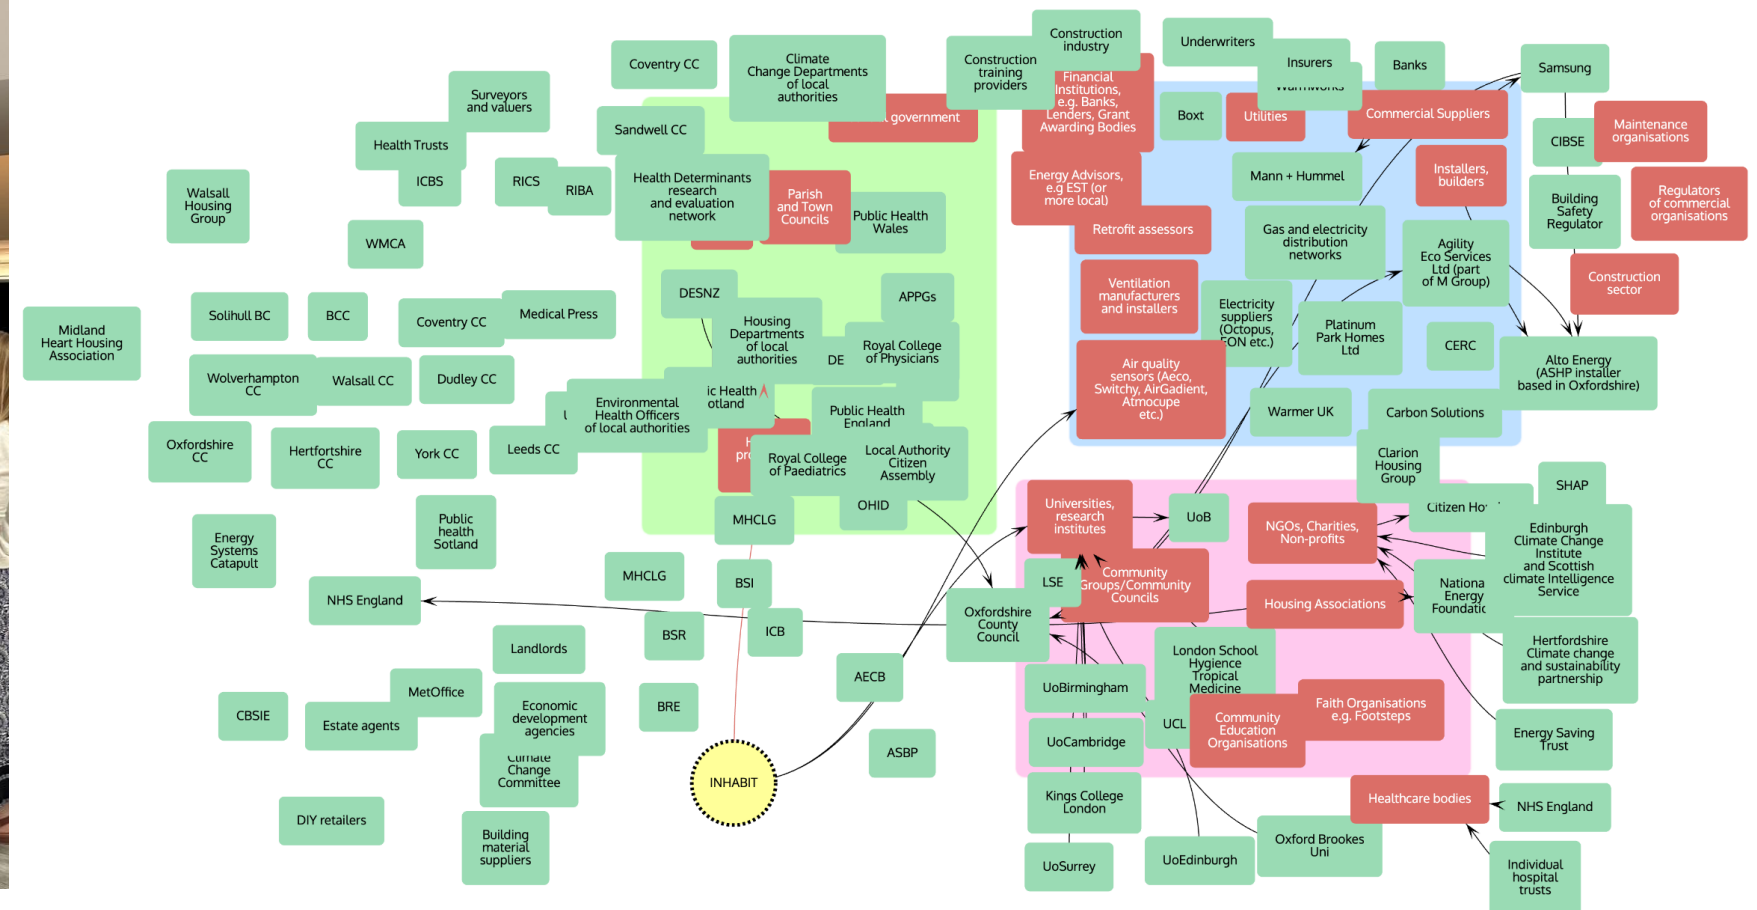 Construction
industry
Underwriters
Insurers
Banks
Samsung
Coventry CC
Climate
Change Departments
of local
authorities
Construction
training
providers
Financial
Institutions,
e.g. Banks,
Lenders, Grant
Awarding Bodies
Warmworks
Surveyors
and valuers
Boxt
Utilities
Commercial Suppliers
government
Sandwell CC
Health Trusts
CIBSE
Maintenance
organisations
ICBS
RICS
RIBA
Health Determinants
research
and evaluation
network
Parish
and Town
Councils
Public Health
Wales
Energy Advisors,
e.g EST (or
more local)
Mann + Hummel
Installers,
builders
Walsall
Housing
Group
Building
Safety
Regulator
Regulators
of commercial
organisations
WMCA
Retrofit assessors
Gas and electricity
distribution
networks
Agility
Eco Services
Ltd (part
of M Group)
Construction
sector
DESNZ
APPGs
Ventilation
manufacturers
and installers
Midland
Heart Housing
Association
Solihull BC
BCC
Coventry CC
Medical Press
Housing
Departments
of local
authorities
DE
Royal College
of Physicians
Electricity
suppliers
(Octopus,
EON etc.)
Platinum
Park Homes
Ltd
CERC
Alto Energy
(ASHP installer
based in Oxfordshire)
Wolverhampton
CC
Walsall CC
Dudley CC
Air quality
sensors (Aeco,
Switchy, AirGadient,
Atmocupe
etc.)
ic Health
otland
Environmental
Health Officers
of local authorities
Public Health
England
Warmer UK
Carbon Solutions
Oxfordshire
CC
Hertfortshire
CC
York CC
Leeds CC
Royal College
of Paediatrics
Local Authority
Citizen
Assembly
Clarion
Housing
Group
SHAP
OHID
MHCLG
Public
health
Sotland
Energy
Systems
Catapult
Universities,
research
institutes
UoB
NGOs, Charities,
Non-profits
Citizen
Edinburgh
Climate Change
Institute
and Scottish
climate Intelligence
Service
MHCLG
BSI
LSE
Community
Groups/Community
Councils
Nationa
Energy
Foundatic
NHS England
Housing Associations
Oxfordshire
County
Council
BSR
ICB
Landlords
London School
Hygience
Tropical
Medicine
Hertfordshire
Climate change
and sustainability
partnership
AECB
UoBirmingham
MetOffice
CBSIE
Estate agents
Economic
development
agencies
BRE
Faith Organisations
e.g. Footsteps
UCL
Community
Education
Organisations
Energy Saving
Trust
UoCambridge
ASBP
Climate
Change
Committee
INHABIT
Kings College
London
Healthcare bodies
NHS England
DIY retailers
Building
material
suppliers
UoSurrey
UoEdinburgh
Oxford Brookes
Uni
Individual
hospital
trusts